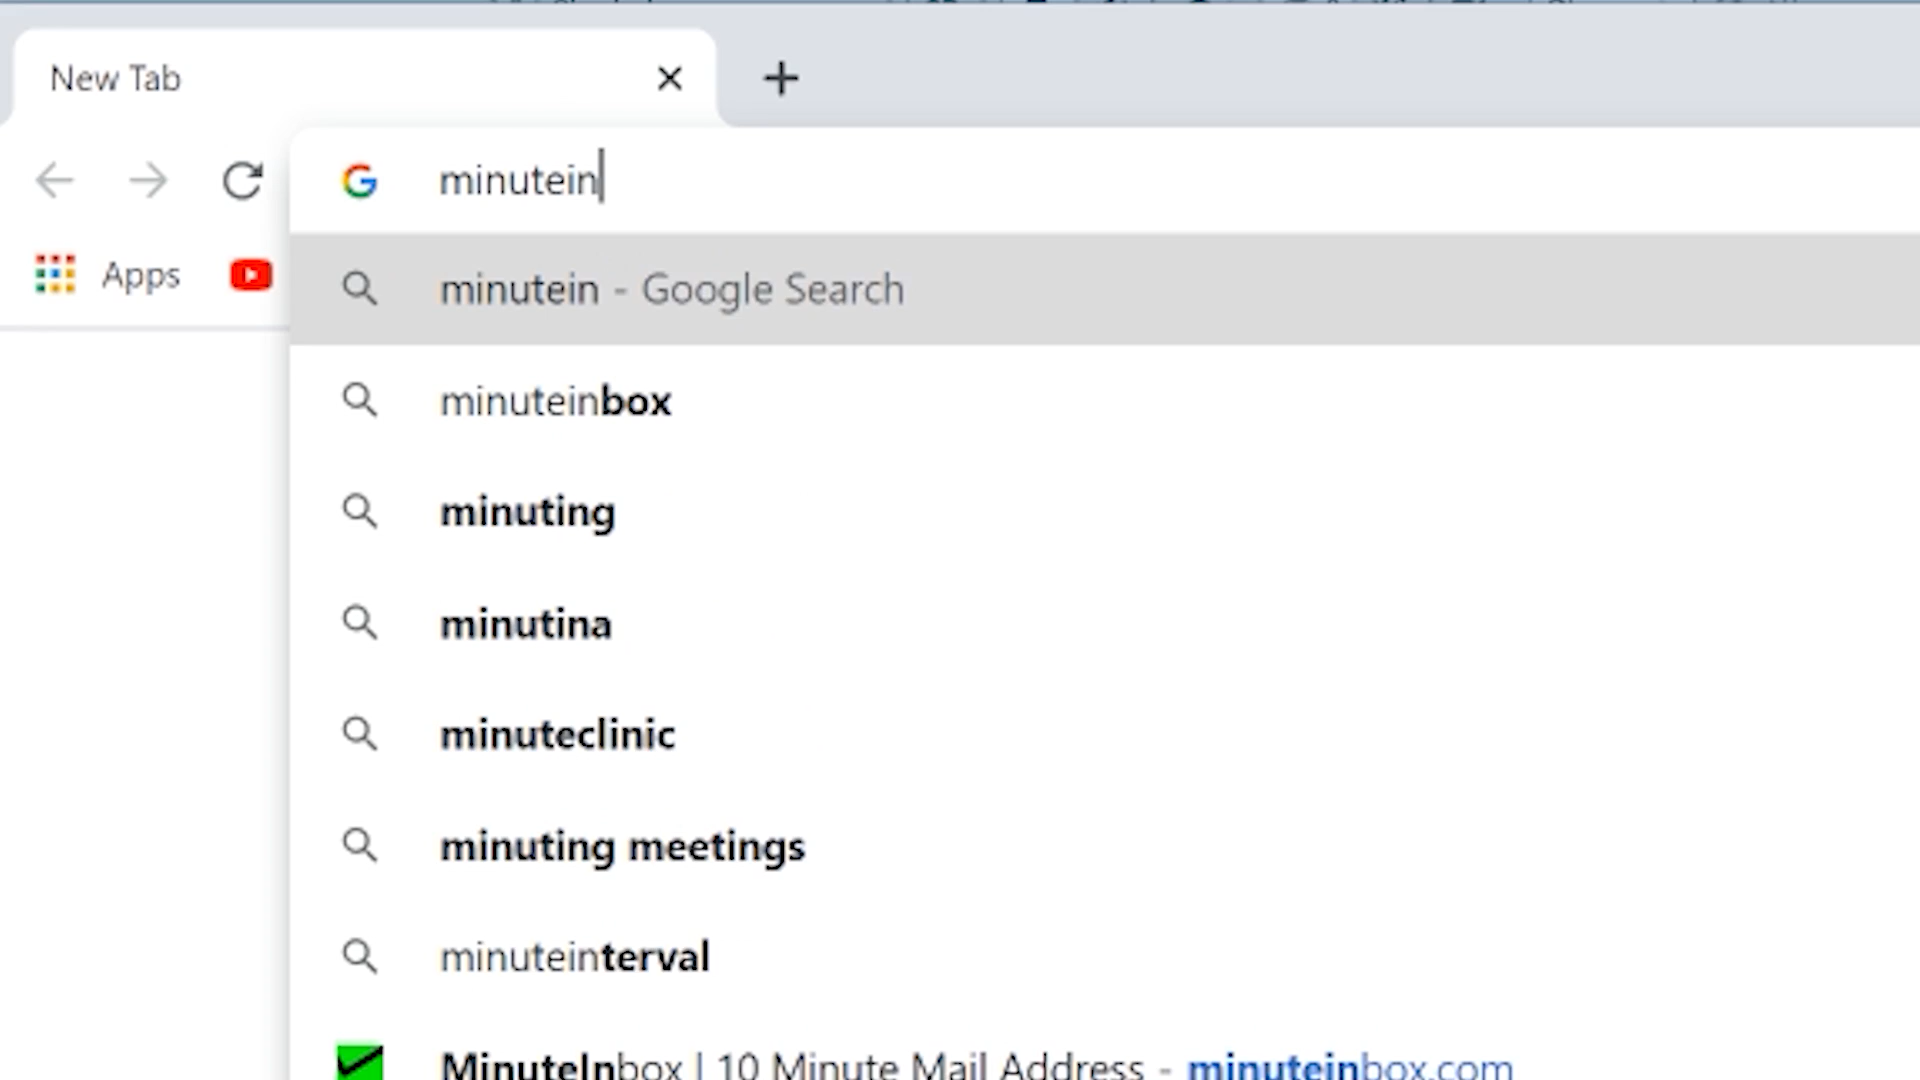 New Tab
minutein
Apps
minutein - Google Search
minuteinbox
minuting
minutina
minuteclinic
minuting meetings
minuteinterval
MinuteInbox | 10 Minute Mail Address - minuteinbox.com